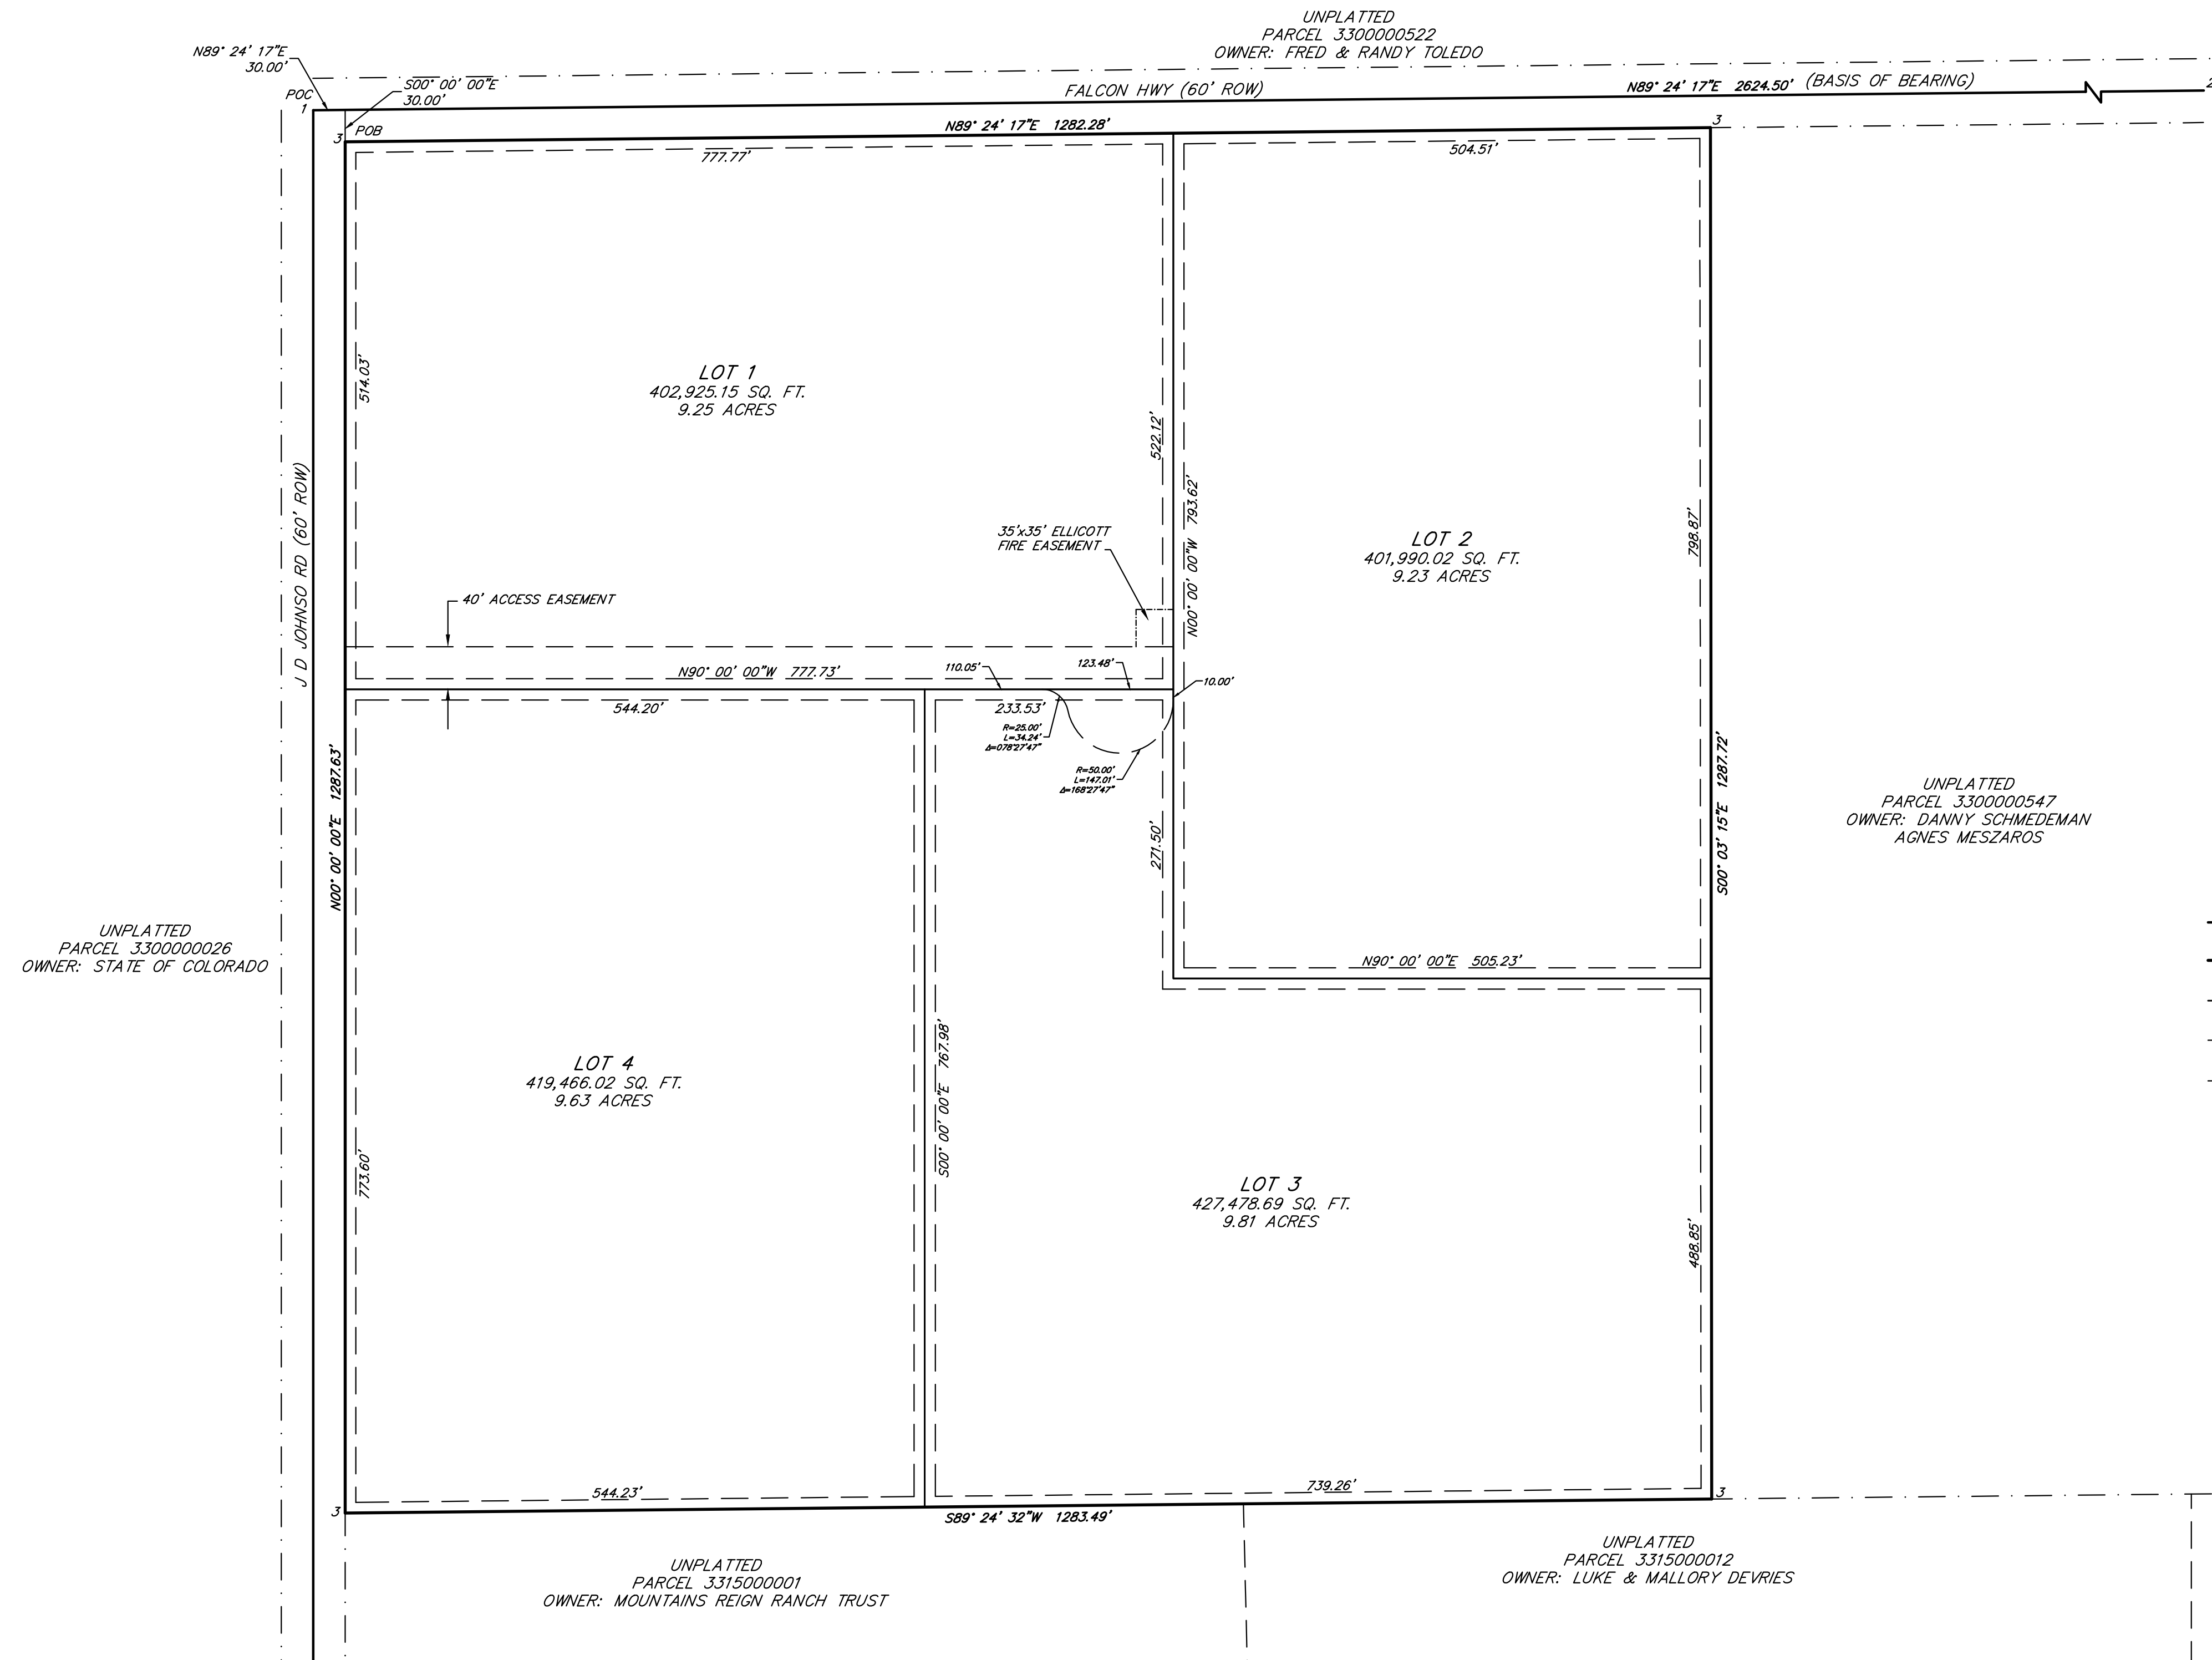 UNPLATTED
PARCEL 3300000522
OWNER: FRED & RANDY TOLEDO
N89° 24' 17"E
30.00'
S00° 00' 00"E
30.00'
POC
1
FALCON HWY (60' ROW)
N89° 24' 17"E 2624.50' (BASIS OF BEARING)
2
3
POB
N89° 24' 17"E 1282.28'
3
777.77'
504.51'
514.03'
LOT 1
402,925.15 SQ. FT.
9.25 ACRES
522.12'
N00° 00' 00"W 793.62'
35'x35' ELLICOTT
FIRE EASEMENT
LOT 2
401,990.02 SQ. FT.
9.23 ACRES
798.87'
J D JOHNSO RD (60' ROW)
40' ACCESS EASEMENT
N90° 00' 00"W 777.73'
110.05'
123.48'
10.00'
544.20'
233.53'
R=25.00'
L=34.24'
Δ=078°27'47"
R=50.00'
L=147.01'
Δ=168°27'47"
N00° 00' 00"E 1287.63'
271.50'
S00° 03' 15"E 1287.72'
UNPLATTED
PARCEL 3300000547
OWNER: DANNY SCHMEDEMAN
AGNES MESZAROS
UNPLATTED
PARCEL 3300000026
OWNER: STATE OF COLORADO
N90° 00' 00"E 505.23'
S00° 00' 00"E 767.98'
LOT 4
419,466.02 SQ. FT.
9.63 ACRES
773.60'
LOT 3
427,478.69 SQ. FT.
9.81 ACRES
488.85'
544.23'
739.26'
3
3
S89° 24' 32"W 1283.49'
UNPLATTED
PARCEL 3315000001
OWNER: MOUNTAINS REIGN RANCH TRUST
UNPLATTED
PARCEL 3315000012
OWNER: LUKE & MALLORY DEVRIES